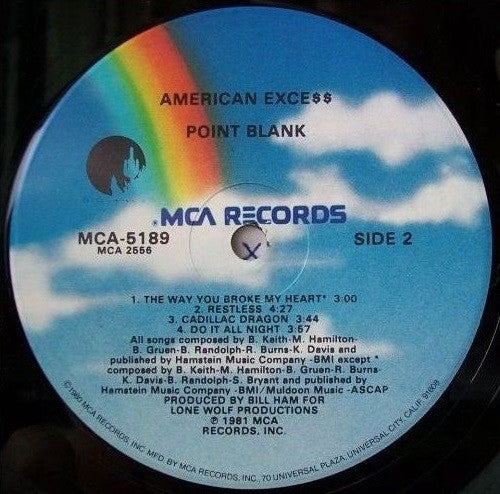 AMERICAN EXCE$$
POINT BLANK
MCA RECORDS
MCA-5189
MCA 2556
SIDE 2
X
1. THE WAY YOU BROKE MY HEART* 3:00
2. RESTLESS 4:27
3. CADILLAC DRAGON 3:44
4. DO IT ALL NIGHT 3:57
All songs composed by B. Keith-M. Hamilton-
B. Gruen-B. Randolph-R. Burns-K. Davis and
published by Hamstein Music Company -BMI except *
composed by B. Keith-M. Hamilton-B. Gruen-R. Burns-
K. Davis-B. Randolph-S. Bryant and published by
Hamstein Music Company -BMI/Muldoon Music -ASCAP
PRODUCED BY BILL HAM FOR
LONE WOLF PRODUCTIONS
℗ 1981 MCA
RECORDS, INC.
©1980 MCA RECORDS, INC. MFD. BY MCA RECORDS, INC., 70 UNIVERSAL PLAZA, UNIVERSAL CITY, CALIF. 91608